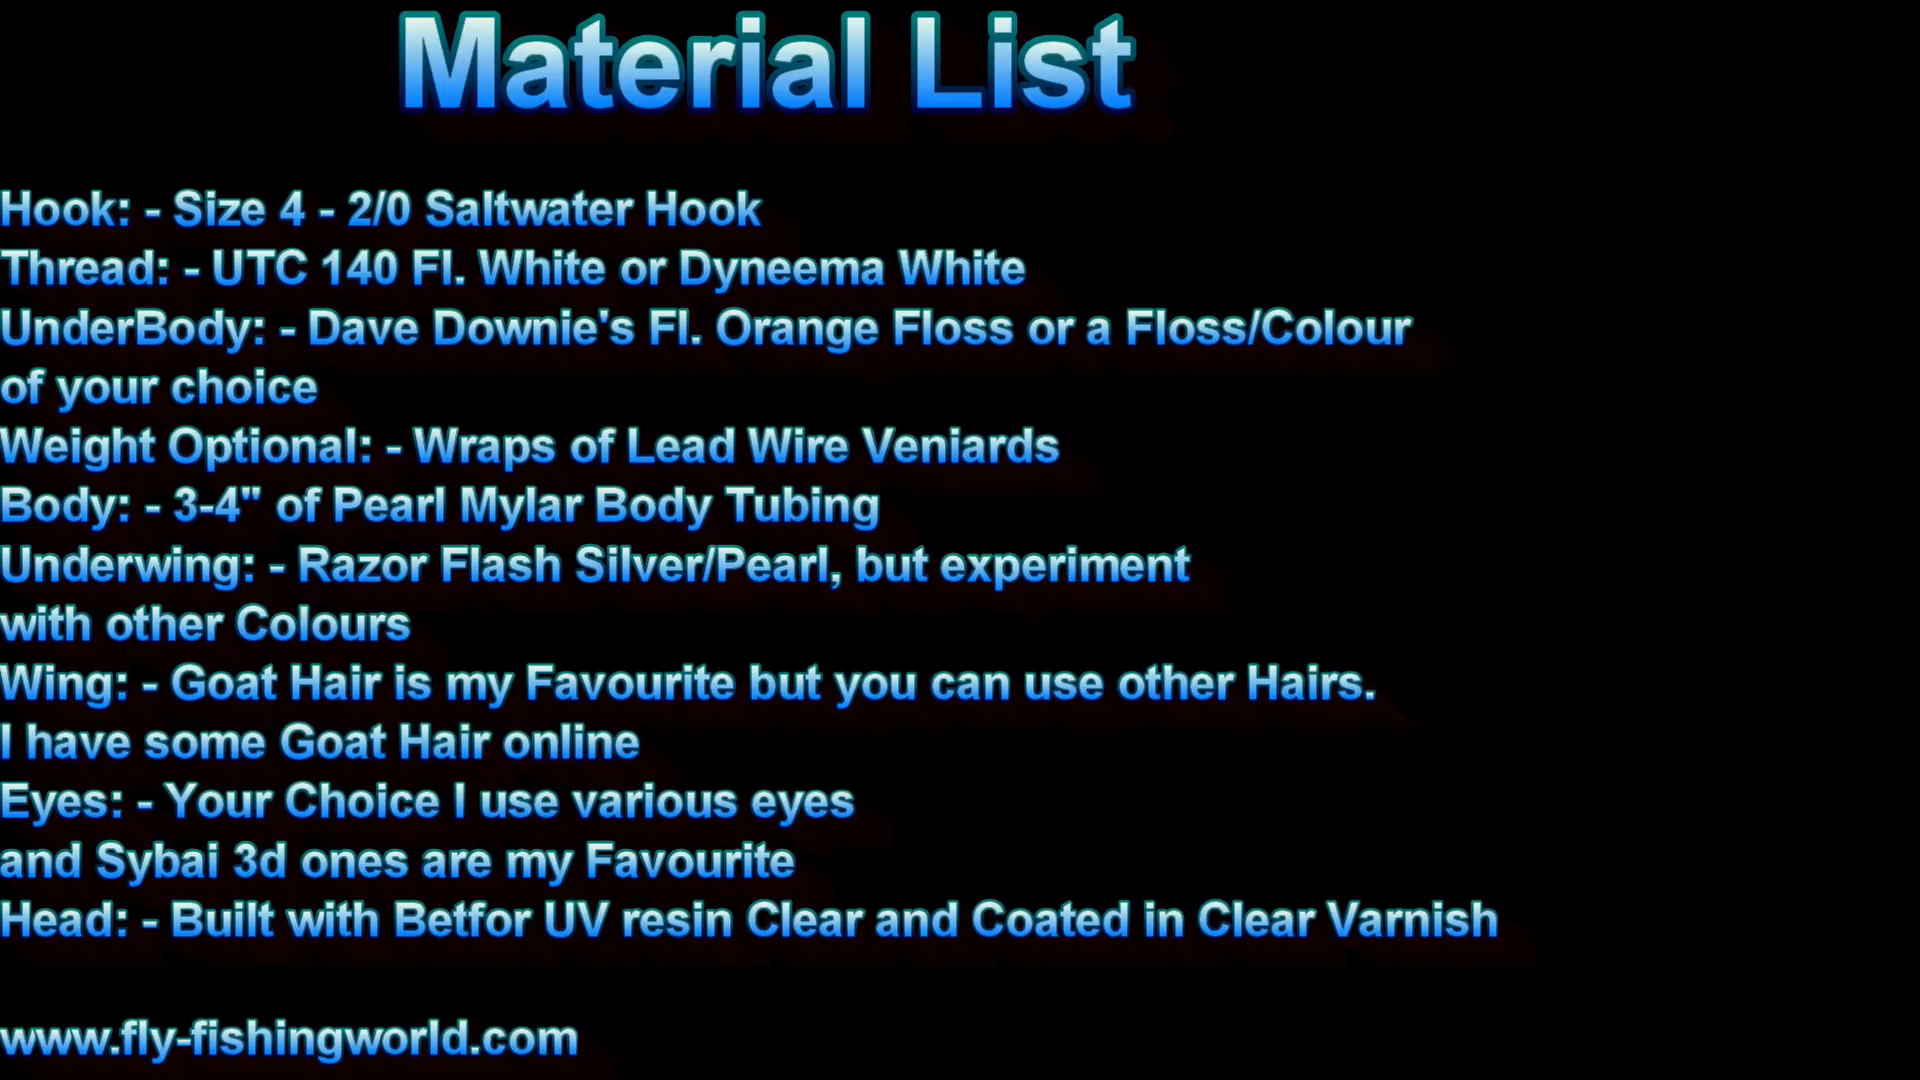 Material List
Hook: - Size 4 - 2/0 Saltwater Hook
Thread: - UTC 140 Fl. White or Dyneema White
UnderBody: - Dave Downie's Fl. Orange Floss or a Floss/Colour
of your choice
Weight Optional: - Wraps of Lead Wire Veniards
Body: - 3-4" of Pearl Mylar Body Tubing
Underwing: - Razor Flash Silver/Pearl, but experiment
with other Colours
Wing: - Goat Hair is my Favourite but you can use other Hairs.
I have some Goat Hair online
Eyes: - Your Choice I use various eyes
and Sybai 3d ones are my Favourite
Head: - Built with Betfor UV resin Clear and Coated in Clear Varnish
www.fly-fishingworld.com